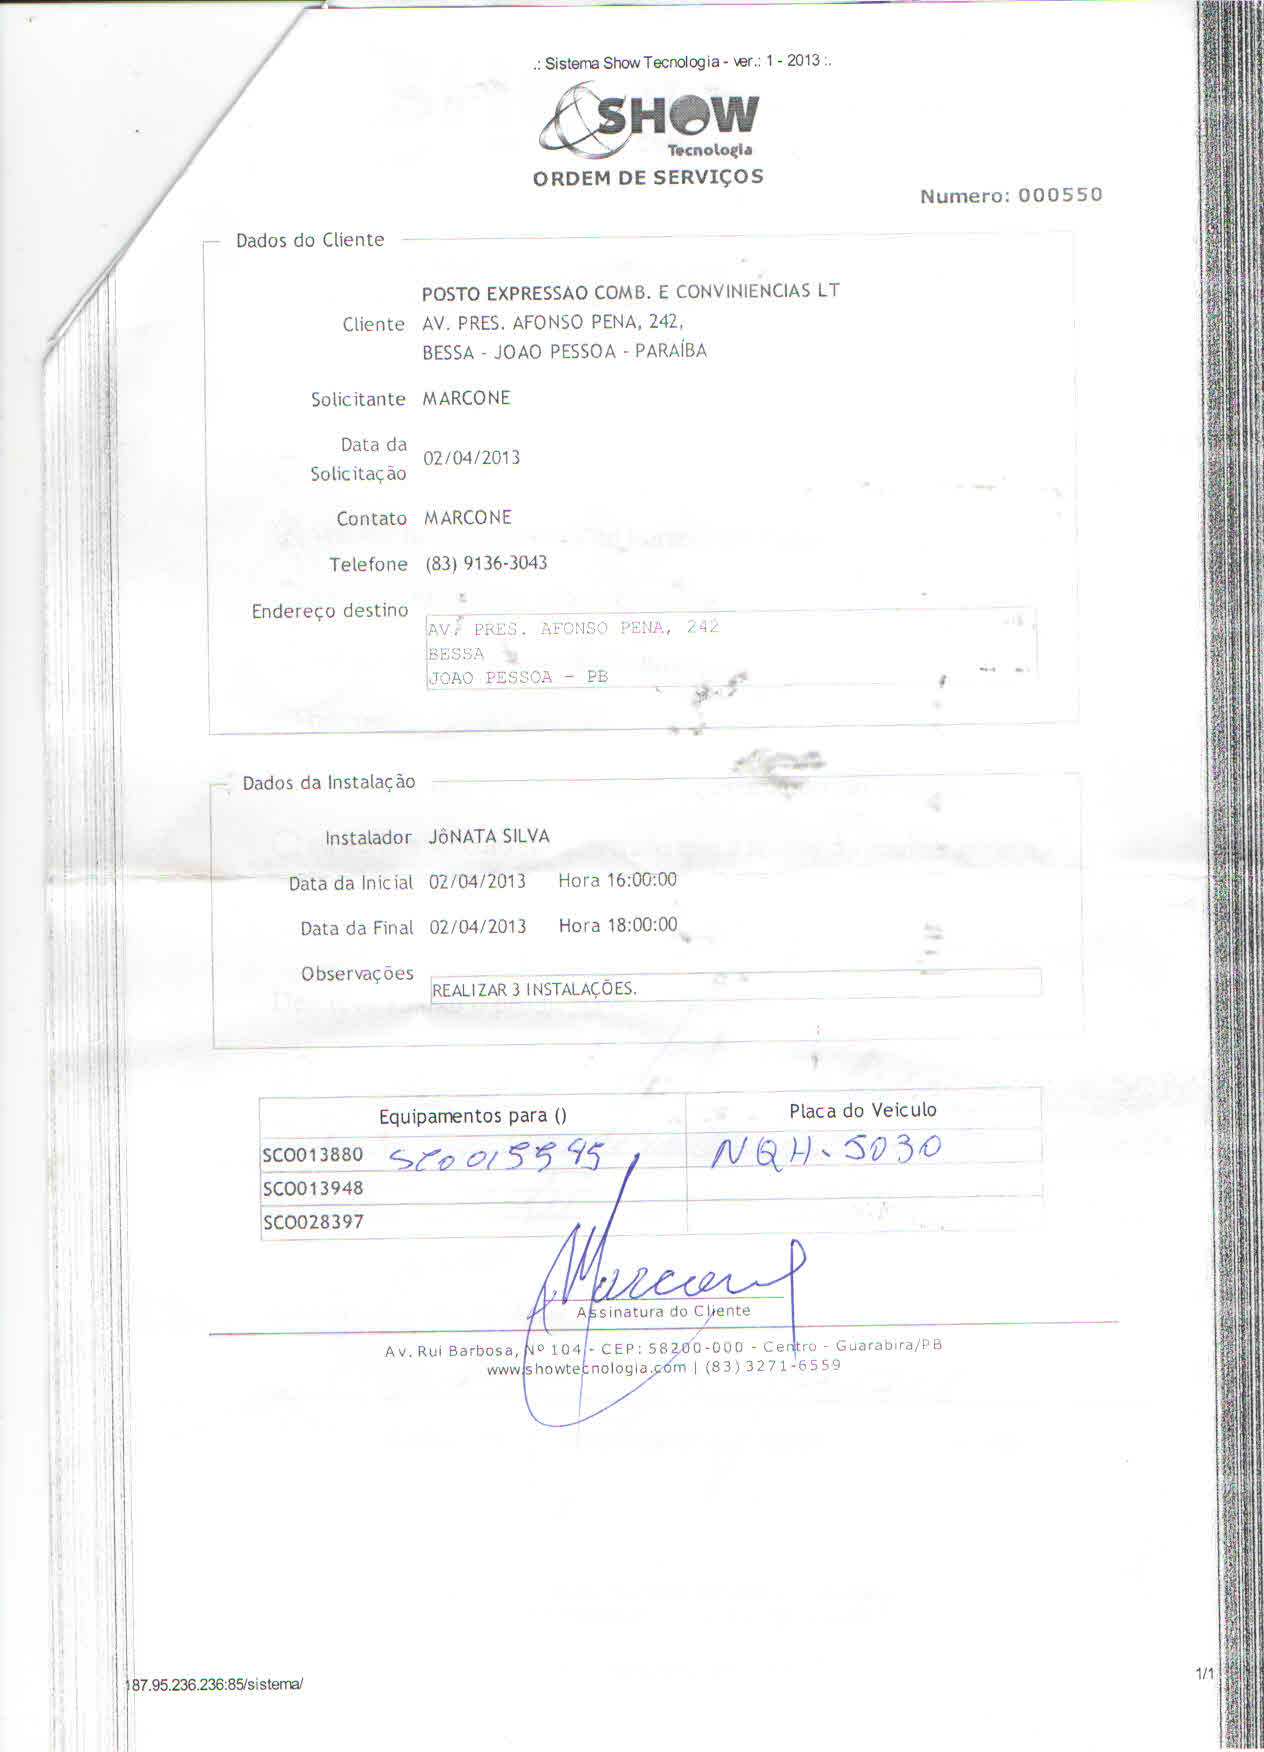 .: Sistema Show Tecnologia - ver.: 1 - 2013 :.
SHOW
Tecnologia
ORDEM DE SERVIÇOS
Numero: 000550
Dados do Cliente
POSTO EXPRESSAO COMB. E CONVINIENCIAS LT
Cliente AV. PRES. AFONSO PENA, 242,
BESSA - JOAO PESSOA - PARAÍBA
Solicitante MARCONE
Data da
Solicitação 02/04/2013
Contato MARCONE
Telefone (83) 9136-3043
Endereço destino
AV. PRES. AFONSO PENA, 242
BESSA
JOAO PESSOA - PB
Dados da Instalação
Instalador JôNATA SILVA
Data da Inicial 02/04/2013 Hora 16:00:00
Data da Final 02/04/2013 Hora 18:00:00
Observações
REALIZAR 3 INSTALAÇÕES.
Equipamentos para () Placa do Veiculo
SCO013880 NQH-5030
SCO013948
SCO028397
Marcone
Assinatura do Cliente
Av. Rui Barbosa, Nº 104 - CEP: 58200-000 - Centro - Guarabira/PB
www.showtecnologia.com | (83) 3271-6559
87.95.236.236:85/sistema/
1/1